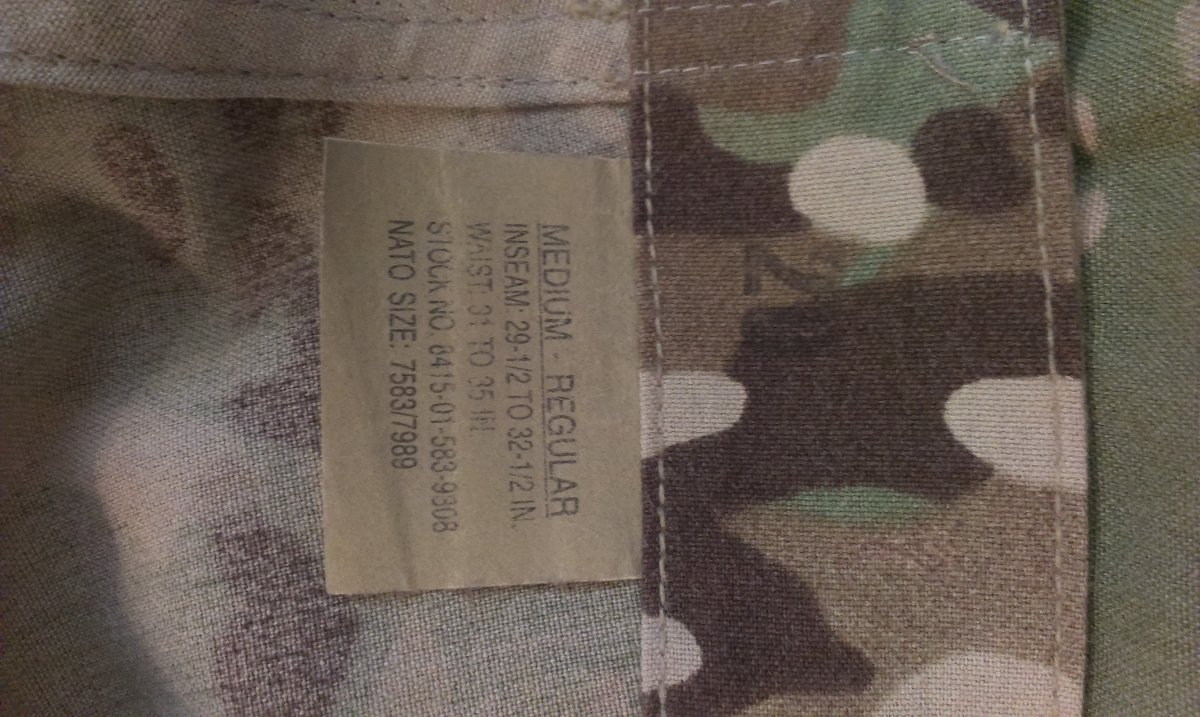 MEDIUM - REGULAR
INSEAM: 29-1/2 TO 32-1/2 IN.
WAIST: 31 TO 35 IN.
STOCK NO. 8415-01-583-9308
NATO SIZE: 7583/7989